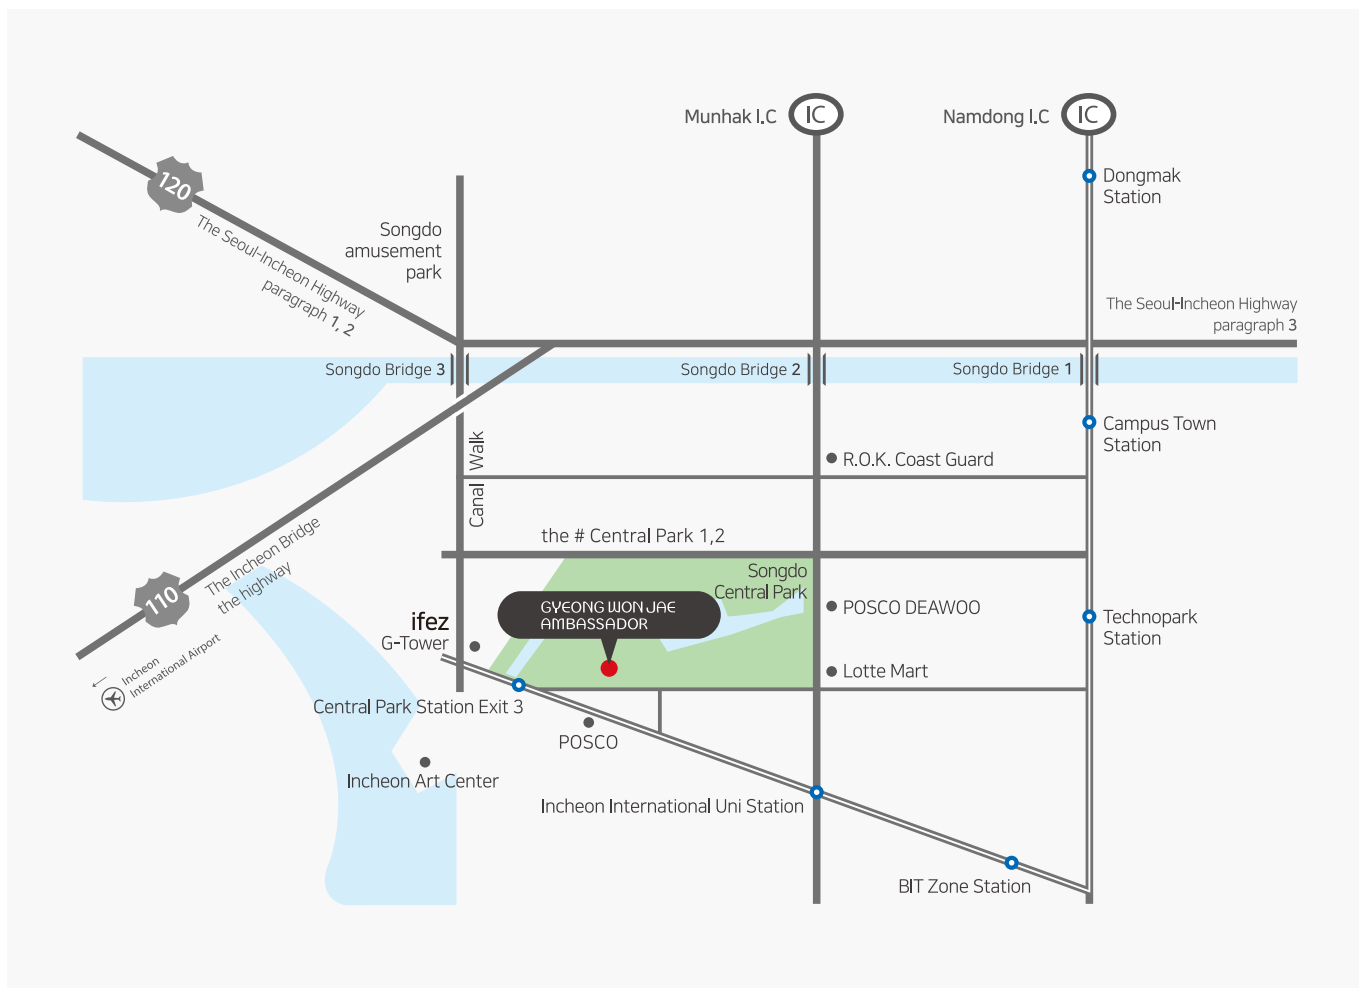 Munhak I.C
IC
Namdong I.C
IC
120
Dongmak
Station
The Seoul-Incheon Highway
paragraph 1, 2
Songdo
amusement
park
The Seoul-Incheon Highway
paragraph 3
Songdo Bridge 3
Songdo Bridge 2
Songdo Bridge 1
Campus Town
Station
Canal Walk
R.O.K. Coast Guard
the # Central Park 1,2
The Incheon Bridge
the highway
110
Songdo
Central Park
GYEONG WON JAE
AMBASSADOR
POSCO DEAWOO
Technopark
Station
ifez
G-Tower
Incheon
International Airport
Lotte Mart
Central Park Station Exit 3
POSCO
Incheon Art Center
Incheon International Uni Station
BIT Zone Station